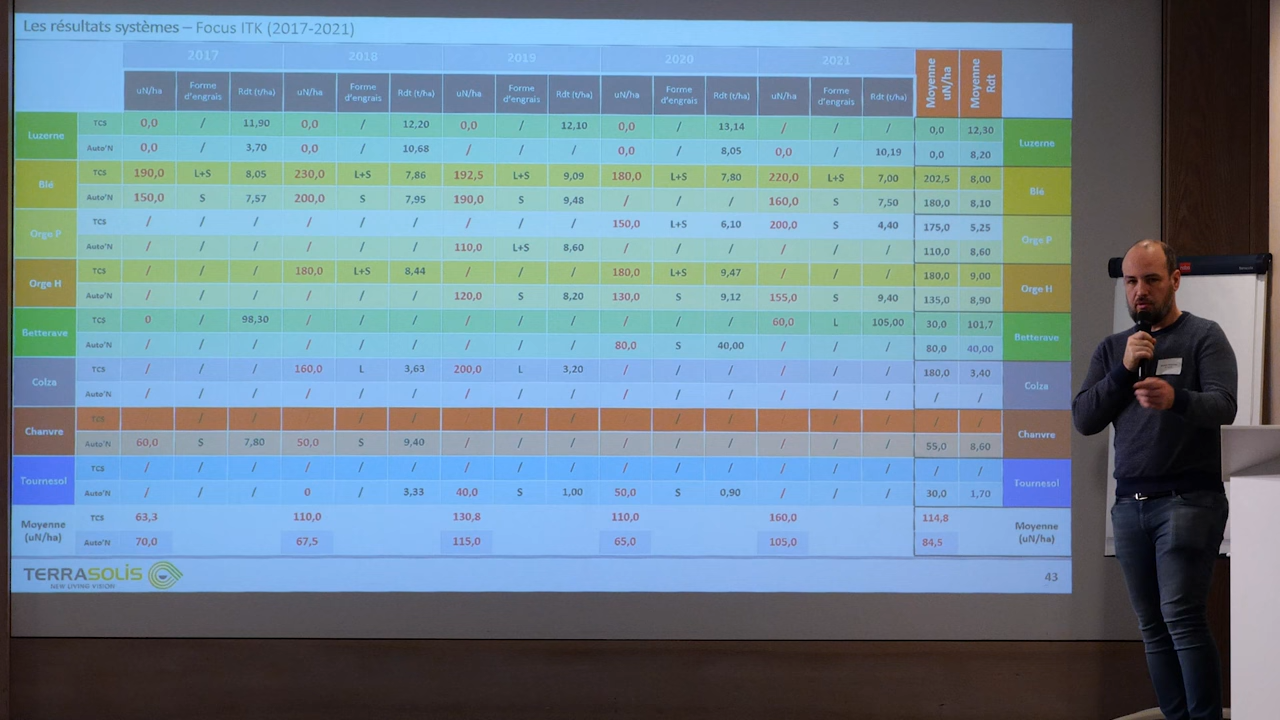 Les résultats systèmes – Focus ITK (2017-2021)
2017 2018 2019 2020 2021
uN/ha Forme d'engrais Rdt (t/ha) uN/ha Forme d'engrais Rdt (t/ha) uN/ha Forme d'engrais Rdt (t/ha) uN/ha Forme d'engrais Rdt (t/ha) uN/ha Forme d'engrais Rdt (t/ha) Moyenne uN/ha Moyenne Rdt
Luzerne TCS 0,0 / 11,90 0,0 / 12,20 0,0 / 12,10 0,0 / 13,14 / / / 0,0 12,30 Luzerne
Auto'N 0,0 / 3,70 0,0 / 10,68 / / / 0,0 / 8,05 0,0 / 10,19 0,0 8,20
Blé TCS 190,0 L+S 8,05 230,0 L+S 7,86 192,5 L+S 9,09 180,0 L+S 7,80 220,0 L+S 7,00 202,5 8,00 Blé
Auto'N 150,0 S 7,57 200,0 S 7,95 190,0 S 9,48 / / / 160,0 S 7,50 180,0 8,10
Orge P TCS / / / / / / / / / 150,0 L+S 6,10 200,0 S 4,40 175,0 5,25 Orge P
Auto'N / / / / / / 110,0 L+S 8,60 / / / / / / 110,0 8,60
Orge H TCS / / / 180,0 L+S 8,44 / / / 180,0 L+S 9,47 / / / 180,0 9,00 Orge H
Auto'N / / / / / / 120,0 S 8,20 130,0 S 9,12 155,0 S 9,40 135,0 8,90
Betterave TCS 0 / 98,30 / / / / / / / / / 60,0 L 105,00 30,0 101,7 Betterave
Auto'N / / / / / / / / / 80,0 S 40,00 / / / 80,0 40,00
Colza TCS / / / 160,0 L 3,63 200,0 L 3,20 / / / / / / 180,0 3,40 Colza
Auto'N / / / / / / / / / / / / / / / / /
Chanvre TCS / / / / / / / / / / / / / / / / / Chanvre
Auto'N 60,0 S 7,80 50,0 S 9,40 / / / / / / / / / 55,0 8,60
Tournesol TCS / / / / / / / / / / / / / / / / / Tournesol
Auto'N / / / 0 / 3,33 40,0 S 1,00 50,0 S 0,90 / / / 30,0 1,70
Moyenne (uN/ha) TCS 63,3 110,0 130,8 110,0 160,0 114,8 Moyenne (uN/ha)
Auto'N 70,0 67,5 115,0 65,0 105,0 84,5
TERRASOLIS
NEW LIVING VISION
43